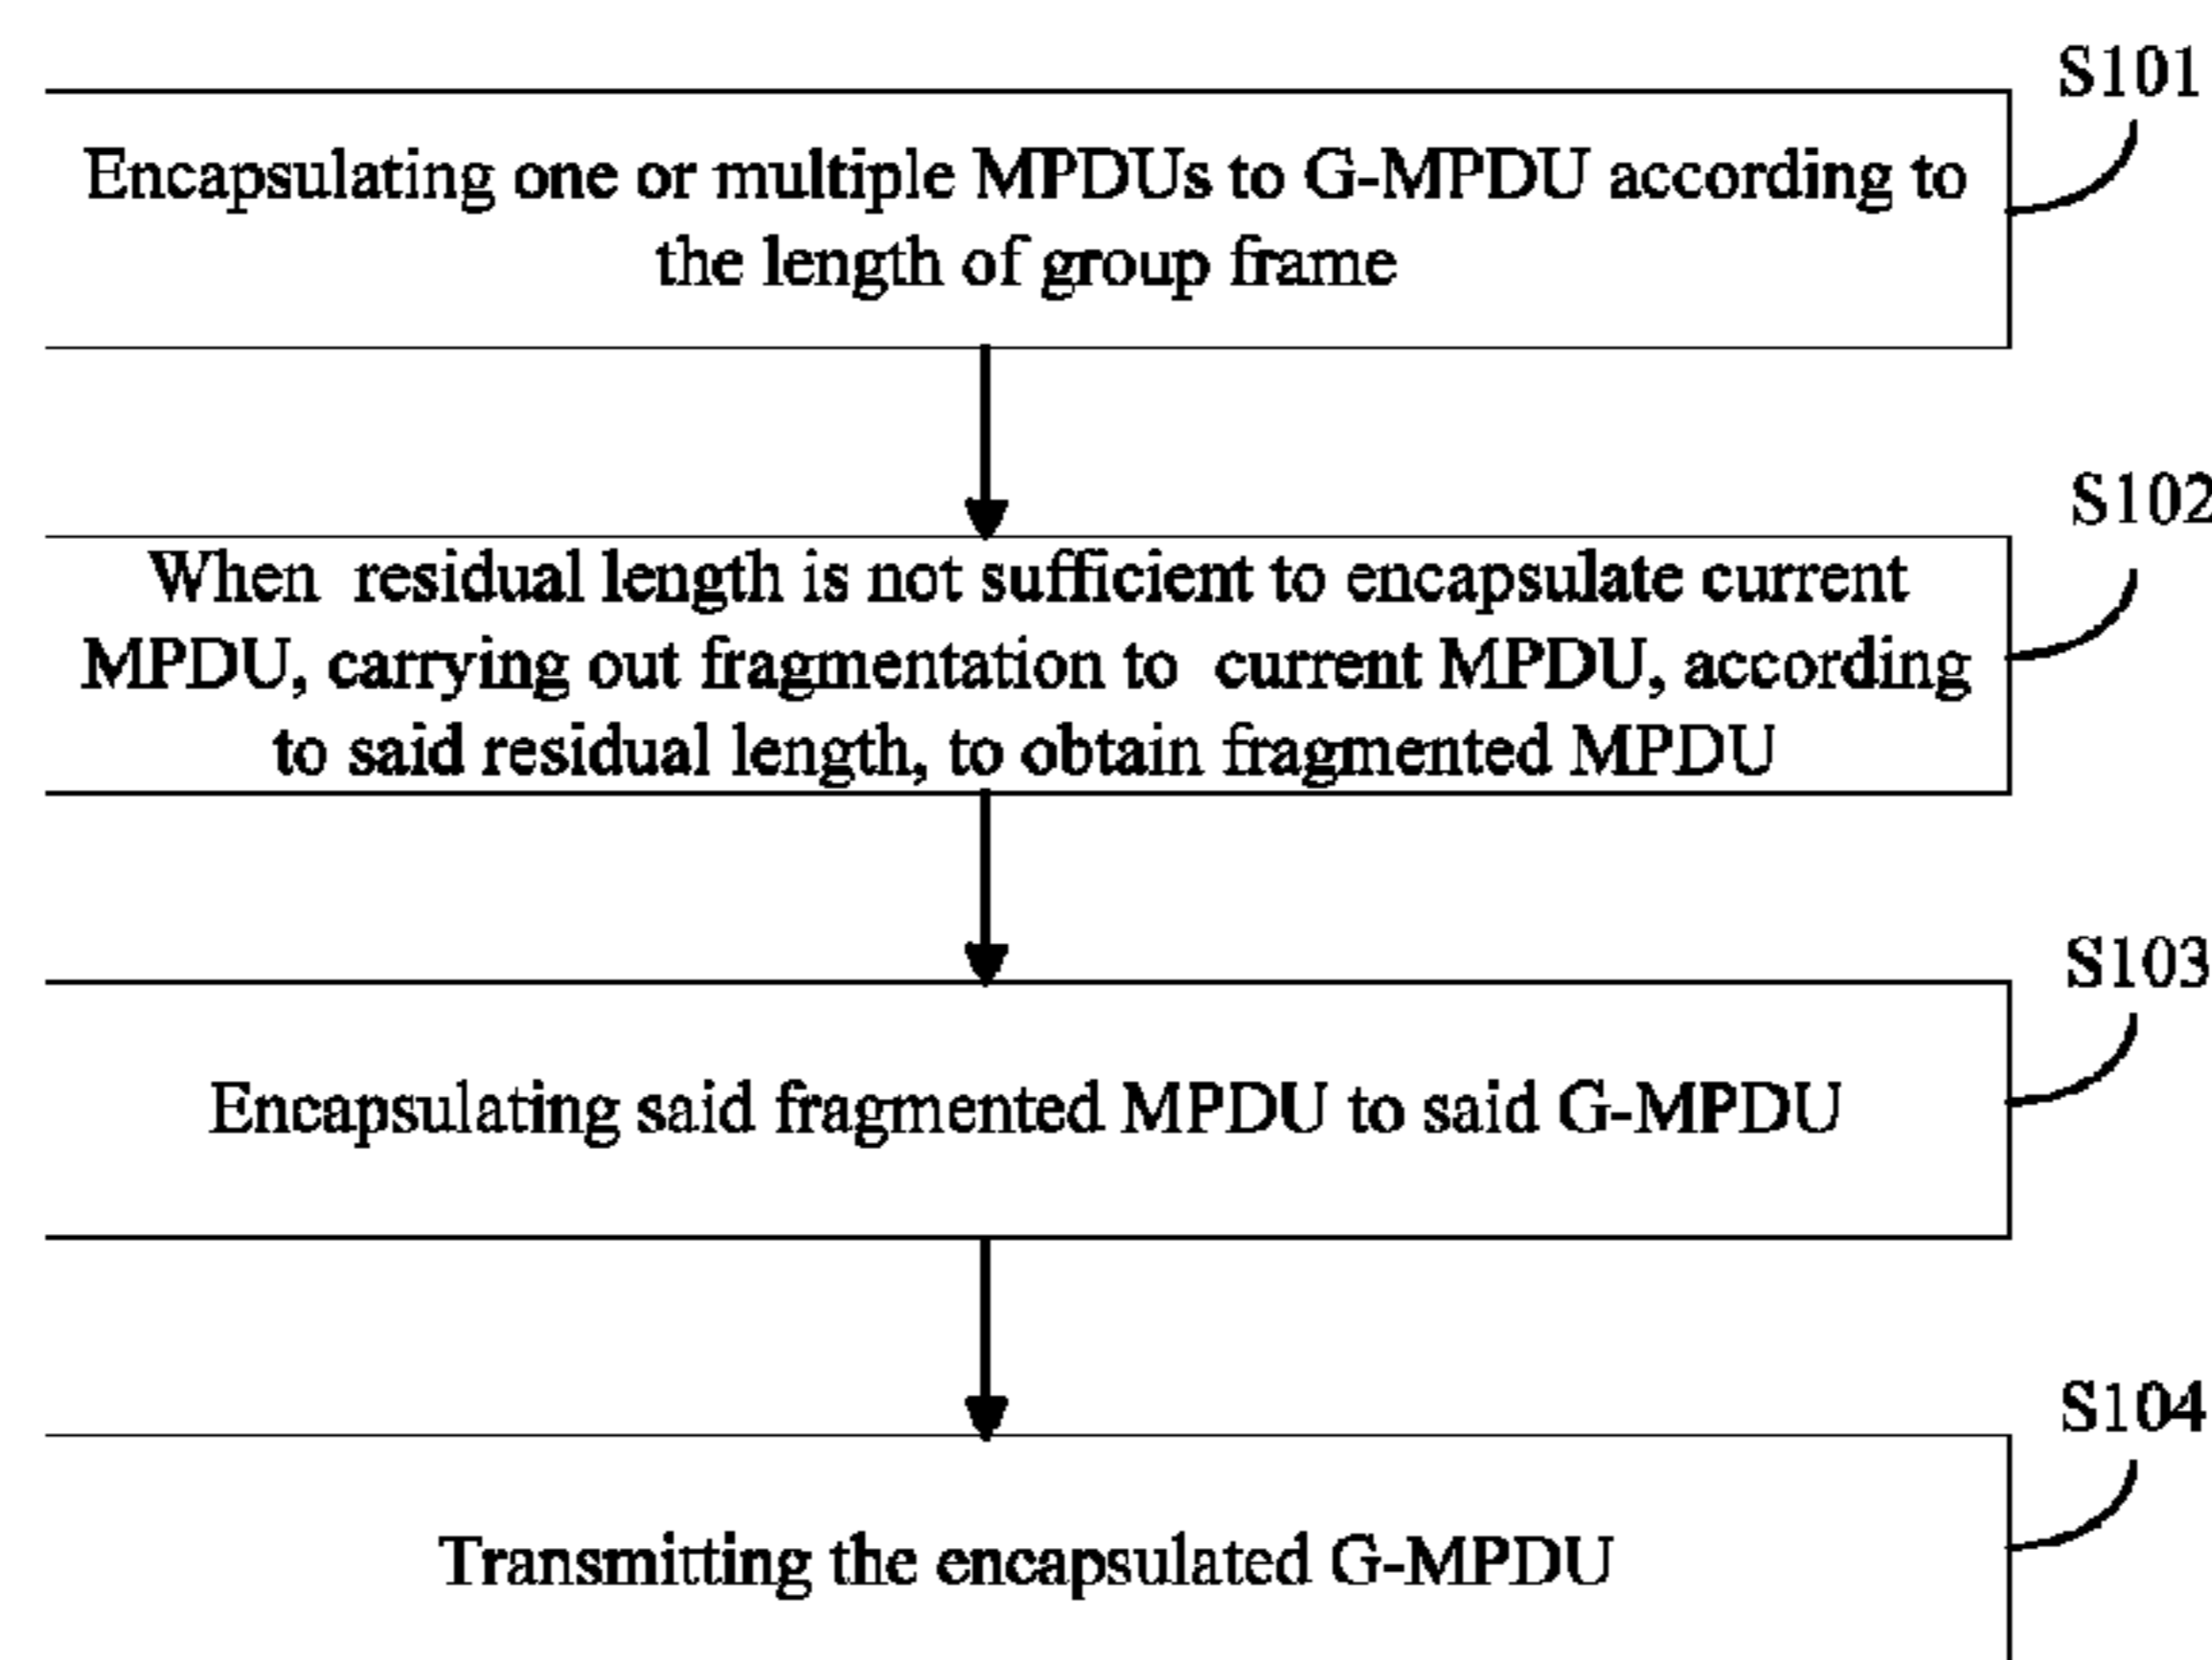 S101
Encapsulating one or multiple MPDUs to G-MPDU according to
the length of group frame
S102
When residual length is not sufficient to encapsulate current
MPDU, carrying out fragmentation to current MPDU, according
to said residual length, to obtain fragmented MPDU
S103
Encapsulating said fragmented MPDU to said G-MPDU
S104
Transmitting the encapsulated G-MPDU